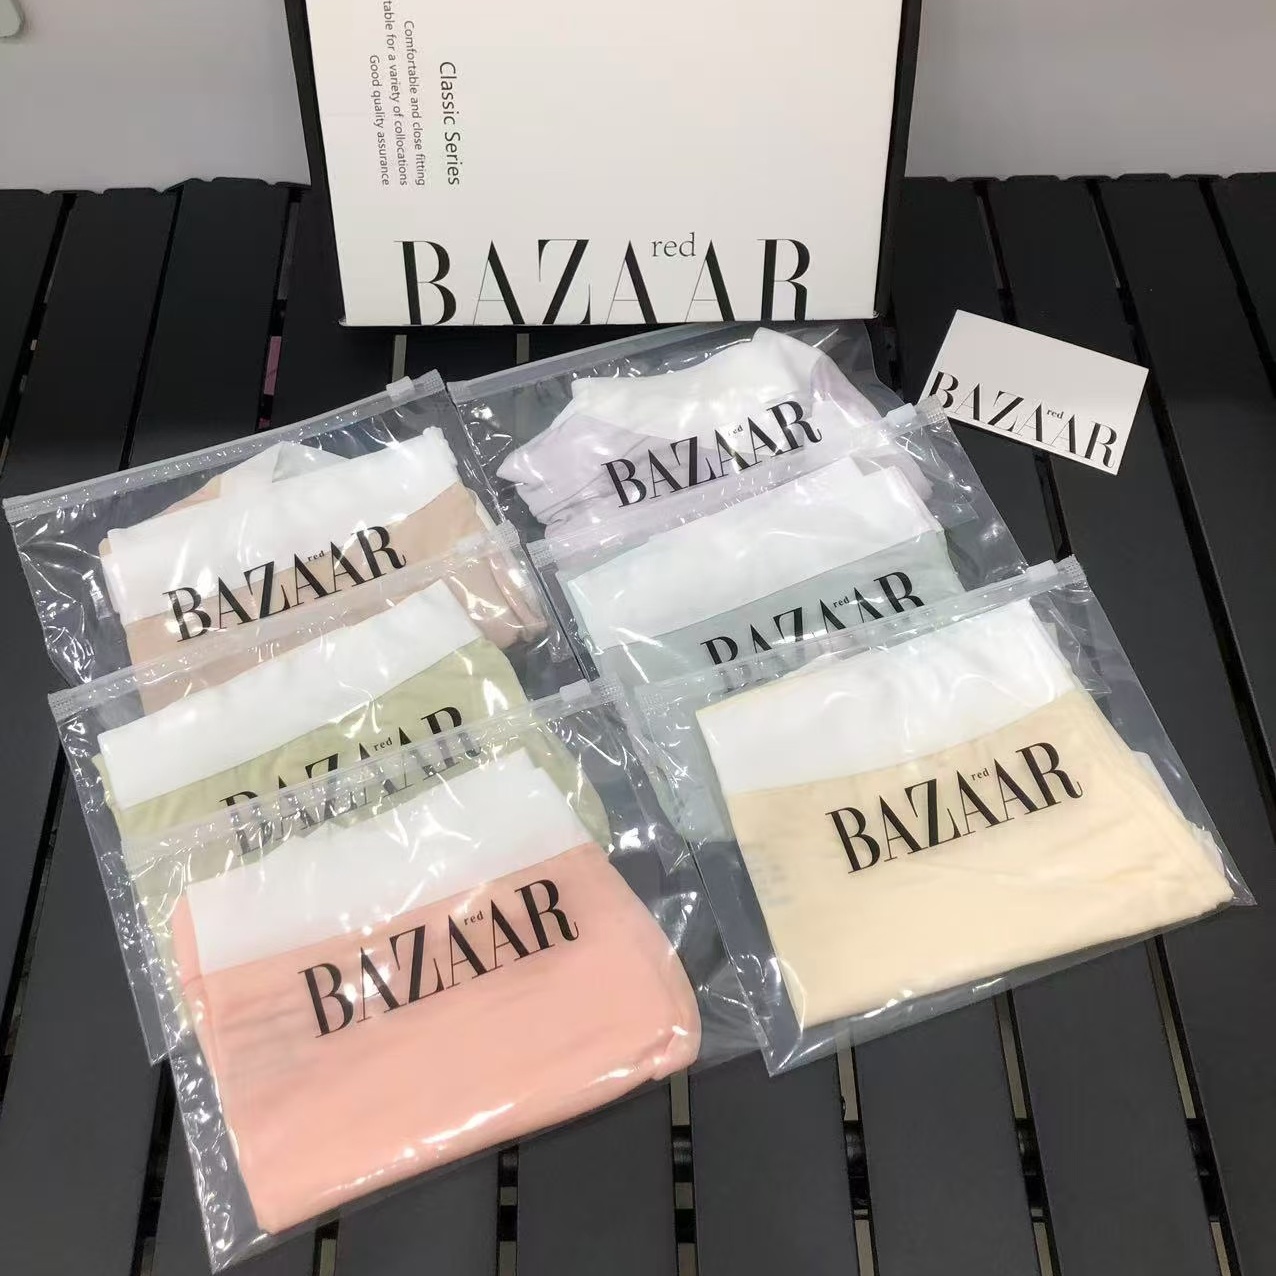 Classic Series
Comfortable and close fitting
table for a variety of collocations
Good quality assurance
BAZAAR
red
BAZAAR
red
BAZAAR
red
BAZAAR
red
BAZAAR
red
BAZAAR
red
BAZAAR
red
BAZAAR
red